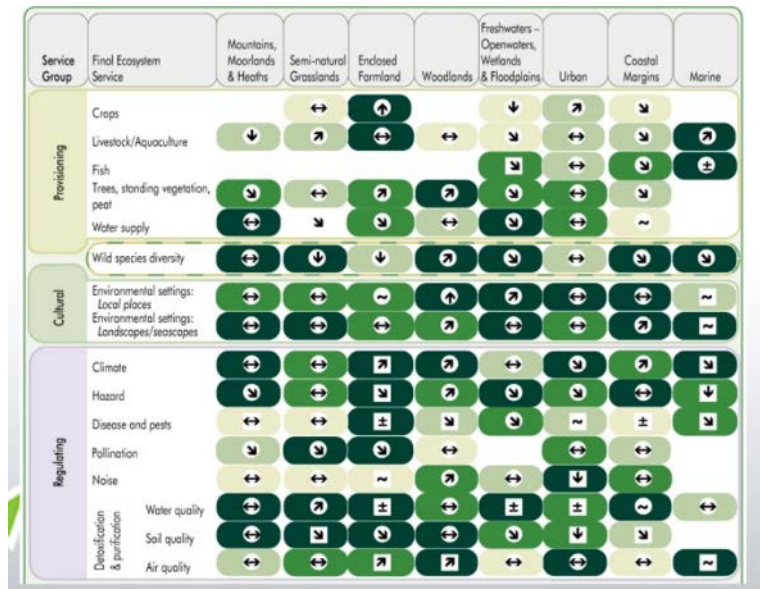 Service Group
Final Ecosystem Service
Mountains, Moorlands & Heaths
Semi-natural Grasslands
Enclosed Farmland
Woodlands
Freshwaters – Openwaters, Wetlands & Floodplains
Urban
Coastal Margins
Marine
Provisioning
Crops
Livestock/Aquaculture
Fish
Trees, standing vegetation,
peat
Water supply
Wild species diversity
Cultural
Environmental settings:
Local places
Environmental settings:
Landscapes/seascapes
Regulating
Climate
Hazard
Disease and pests
Pollination
Noise
Detoxification
& purification
Water quality
Soil quality
Air quality